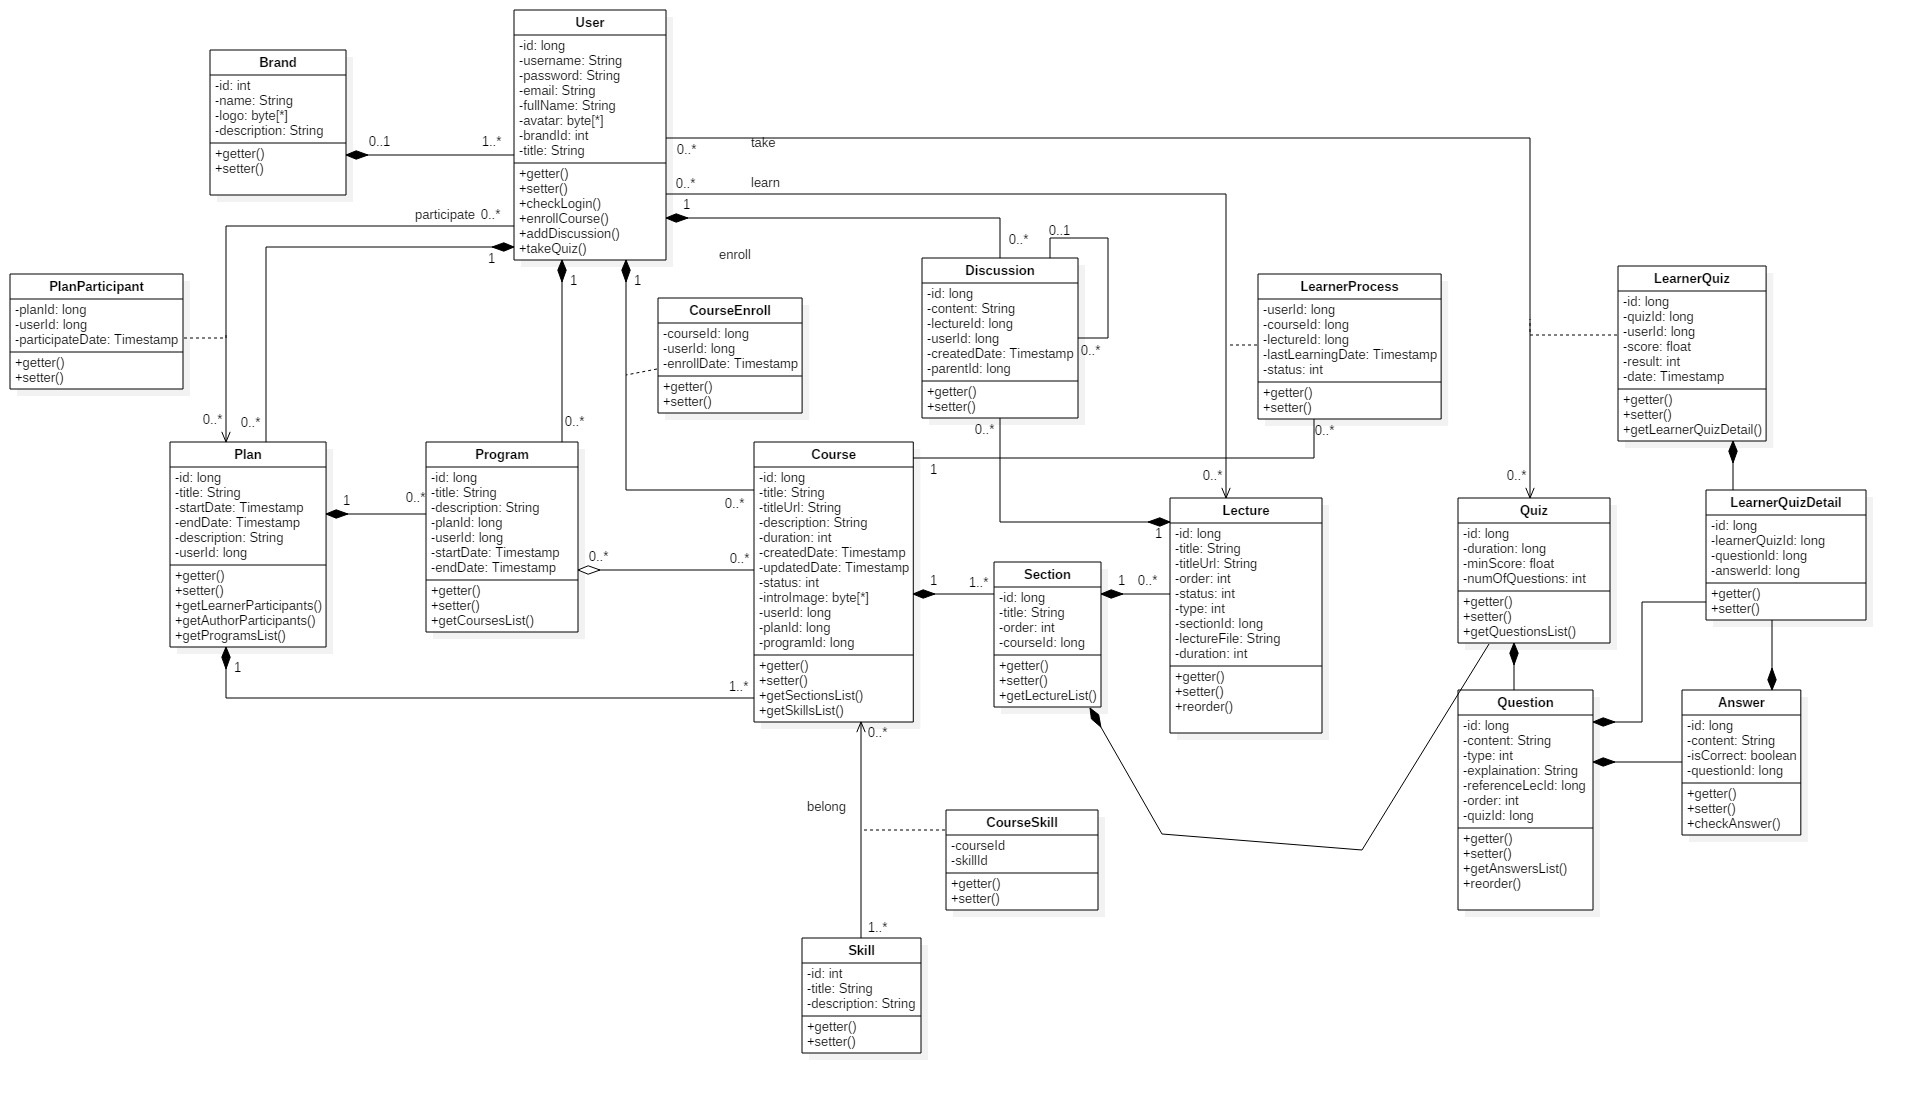 User
-id: long
-username: String
-password: String
-email: String
-fullName: String
-avatar: byte[*]
-brandId: int
-title: String
+getter()
+setter()
+checkLogin()
+enrollCourse()
+addDiscussion()
+takeQuiz()
Brand
-id: int
-name: String
-logo: byte[*]
-description: String
+getter()
+setter()
0..1
1..*
0..*
take
0..*
learn
1
participate
0..*
1
1
1
enroll
0..*
0..1
0..*
PlanParticipant
-planId: long
-userId: long
-participateDate: Timestamp
+getter()
+setter()
CourseEnroll
-courseId: long
-userId: long
-enrollDate: Timestamp
+getter()
+setter()
Discussion
-id: long
-content: String
-lectureId: long
-userId: long
-createdDate: Timestamp
-parentId: long
+getter()
+setter()
LearnerProcess
-userId: long
-courseId: long
-lectureId: long
-lastLearningDate: Timestamp
-status: int
+getter()
+setter()
LearnerQuiz
-id: long
-quizId: long
-userId: long
-score: float
-result: int
-date: Timestamp
+getter()
+setter()
+getLearnerQuizDetail()
0..*
0..*
0..*
0..*
0..*
1
0..*
0..*
Plan
-id: long
-title: String
-startDate: Timestamp
-endDate: Timestamp
-description: String
-userId: long
+getter()
+setter()
+getLearnerParticipants()
+getAuthorParticipants()
+getProgramsList()
1
0..*
Program
-id: long
-title: String
-description: String
-planId: long
-userId: long
-startDate: Timestamp
-endDate: Timestamp
+getter()
+setter()
+getCoursesList()
0..*
0..*
0..*
Course
-id: long
-title: String
-titleUrl: String
-description: String
-duration: int
-createdDate: Timestamp
-updatedDate: Timestamp
-status: int
-introImage: byte[*]
-userId: long
-planId: long
-programId: long
+getter()
+setter()
+getSectionsList()
+getSkillsList()
1
1..*
Section
-id: long
-title: String
-order: int
-courseId: long
+getter()
+setter()
+getLectureList()
1
0..*
1
Lecture
-id: long
-title: String
-titleUrl: String
-order: int
-status: int
-type: int
-sectionId: long
-lectureFile: String
-duration: int
+getter()
+setter()
+reorder()
Quiz
-id: long
-duration: long
-minScore: float
-numOfQuestions: int
+getter()
+setter()
+getQuestionsList()
LearnerQuizDetail
-id: long
-learnerQuizId: long
-questionId: long
-answerId: long
+getter()
+setter()
1
1..*
Question
-id: long
-content: String
-type: int
-explaination: String
-referenceLecId: long
-order: int
-quizId: long
+getter()
+setter()
+getAnswersList()
+reorder()
Answer
-id: long
-content: String
-isCorrect: boolean
-questionId: long
+getter()
+setter()
+checkAnswer()
0..*
belong
CourseSkill
-courseId
-skillId
+getter()
+setter()
1..*
Skill
-id: int
-title: String
-description: String
+getter()
+setter()